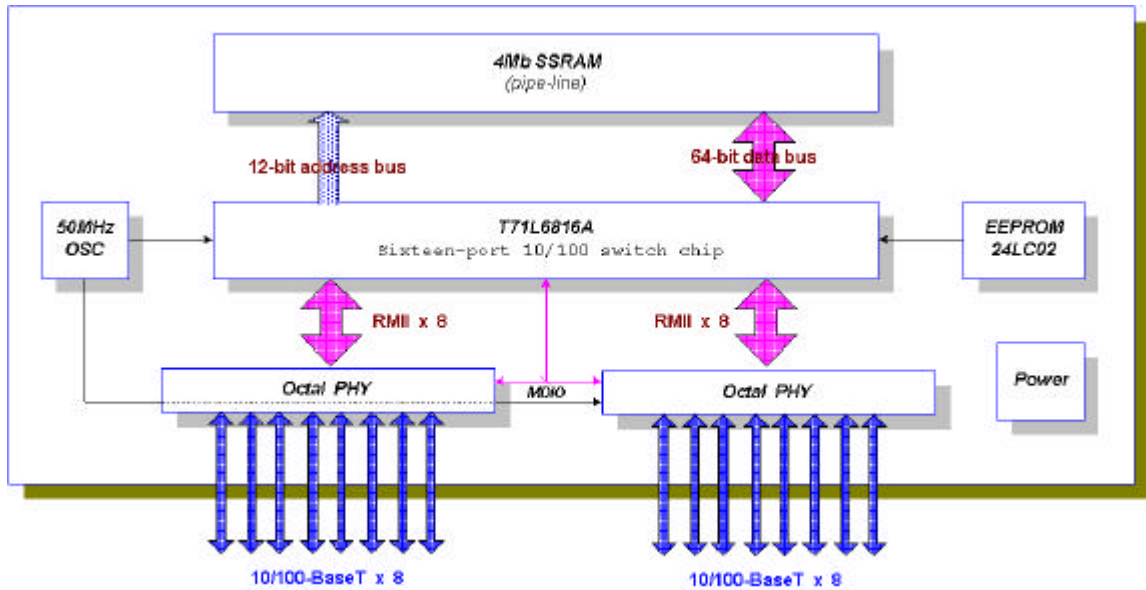 4Mb SSRAM
(pipe-line)
12-bit address bus
64-bit data bus
50MHz
OSC
T71L6816A
Sixteen-port 10/100 switch chip
EEPROM
24LC02
RMII x 8
RMII x 8
Octal PHY
MDIO
Octal PHY
Power
10/100-BaseT x 8
10/100-BaseT x 8